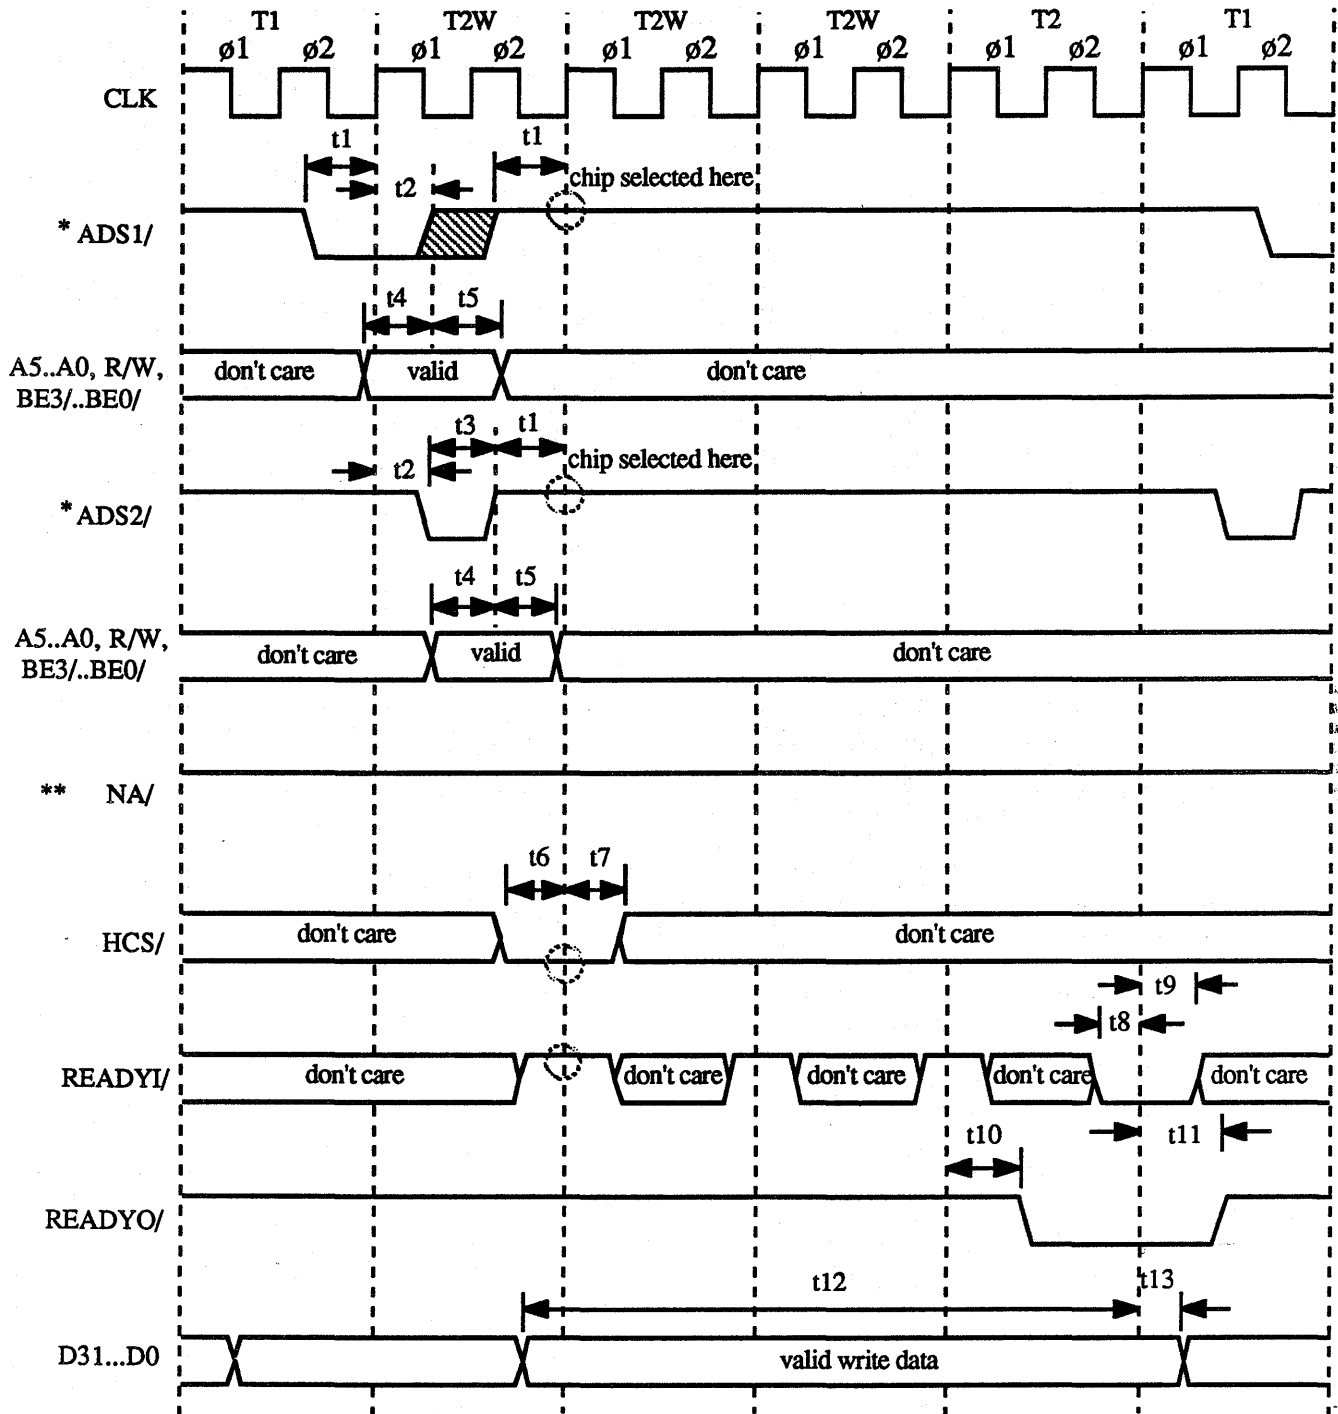 T1 T2W T2W T2W T2 T1
ø1 ø2 ø1 ø2 ø1 ø2 ø1 ø2 ø1 ø2 ø1 ø2
CLK
t1 t1
t2 chip selected here
* ADS1/
t4 t5
A5..A0, R/W,
BE3/..BE0/
don't care valid don't care
t3 t1
t2 chip selected here
* ADS2/
t4 t5
A5..A0, R/W,
BE3/..BE0/
don't care valid don't care
** NA/
t6 t7
HCS/ don't care don't care
t9
t8
READYI/ don't care don't care don't care don't care don't care
t10 t11
READYO/
t12 t13
D31...D0 valid write data